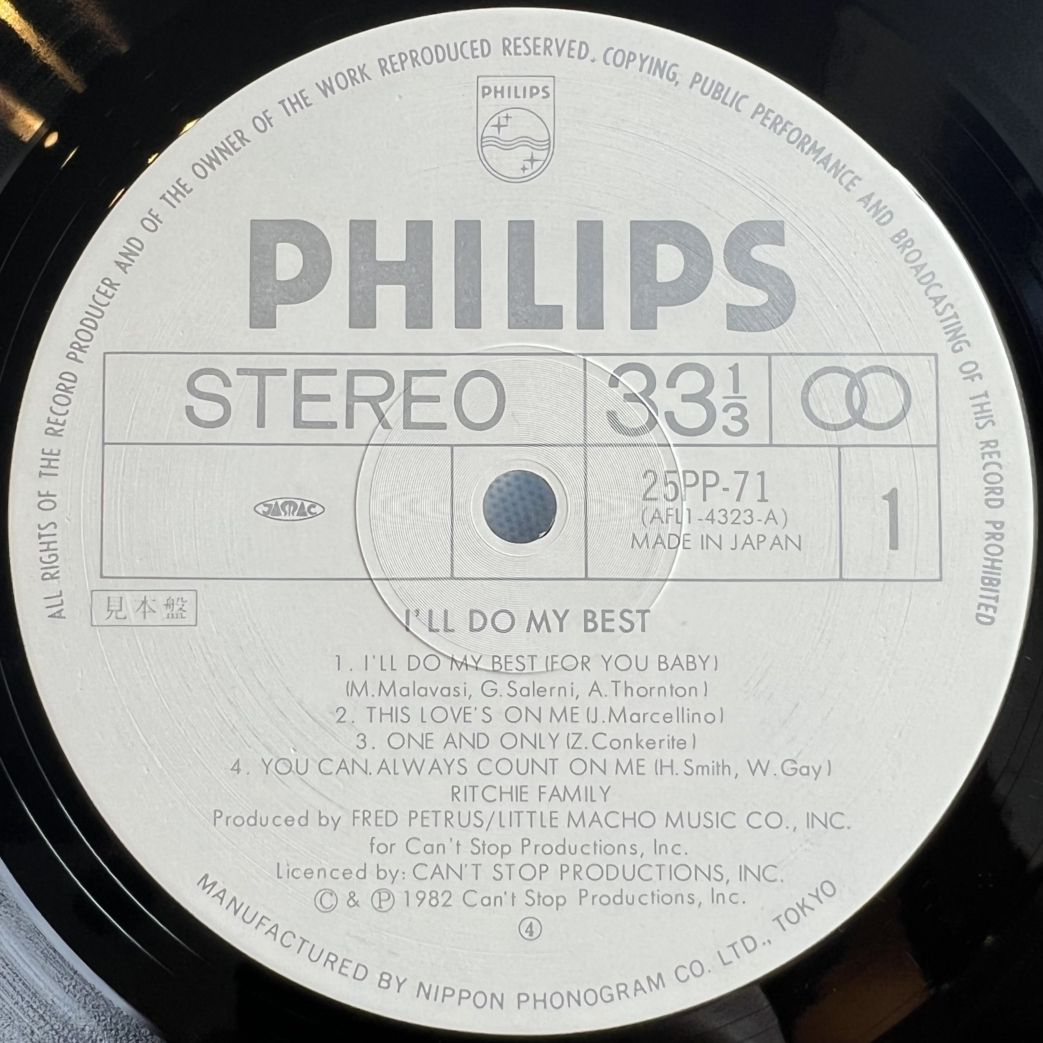 ALL RIGHTS OF THE RECORD PRODUCER AND OF THE OWNER OF THE WORK REPRODUCED RESERVED. COPYING, PUBLIC PERFORMANCE AND BROADCASTING OF THIS RECORD PROHIBITED
PHILIPS
PHILIPS
STEREO 33 1/3
JASRAC
25PP-71
(AFL1-4323-A)
MADE IN JAPAN
1
見本盤
I'LL DO MY BEST
1. I'LL DO MY BEST (FOR YOU BABY)
(M.Malavasi, G.Salerni, A.Thornton)
2. THIS LOVE'S ON ME (J.Marcellino)
3. ONE AND ONLY (Z.Conkerite)
4. YOU CAN.ALWAYS COUNT ON ME (H.Smith, W.Gay)
RITCHIE FAMILY
Produced by FRED PETRUS/LITTLE MACHO MUSIC CO., INC.
for Can't Stop Productions, Inc.
Licenced by: CAN'T STOP PRODUCTIONS, INC.
© & ℗ 1982 Can't Stop Productions, Inc.
④
MANUFACTURED BY NIPPON PHONOGRAM CO. LTD., TOKYO